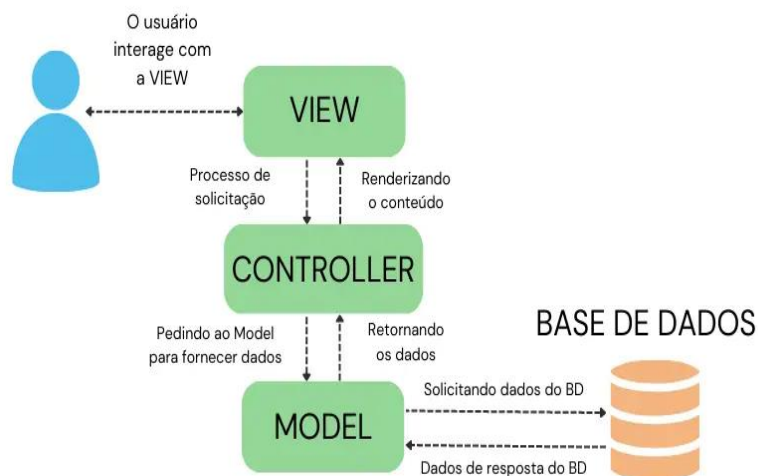 O usuário
interage com
a VIEW
VIEW
Processo de
solicitação
Renderizando
o conteúdo
CONTROLLER
Pedindo ao Model
para fornecer dados
Retornando
os dados
BASE DE DADOS
MODEL
Solicitando dados do BD
Dados de resposta do BD